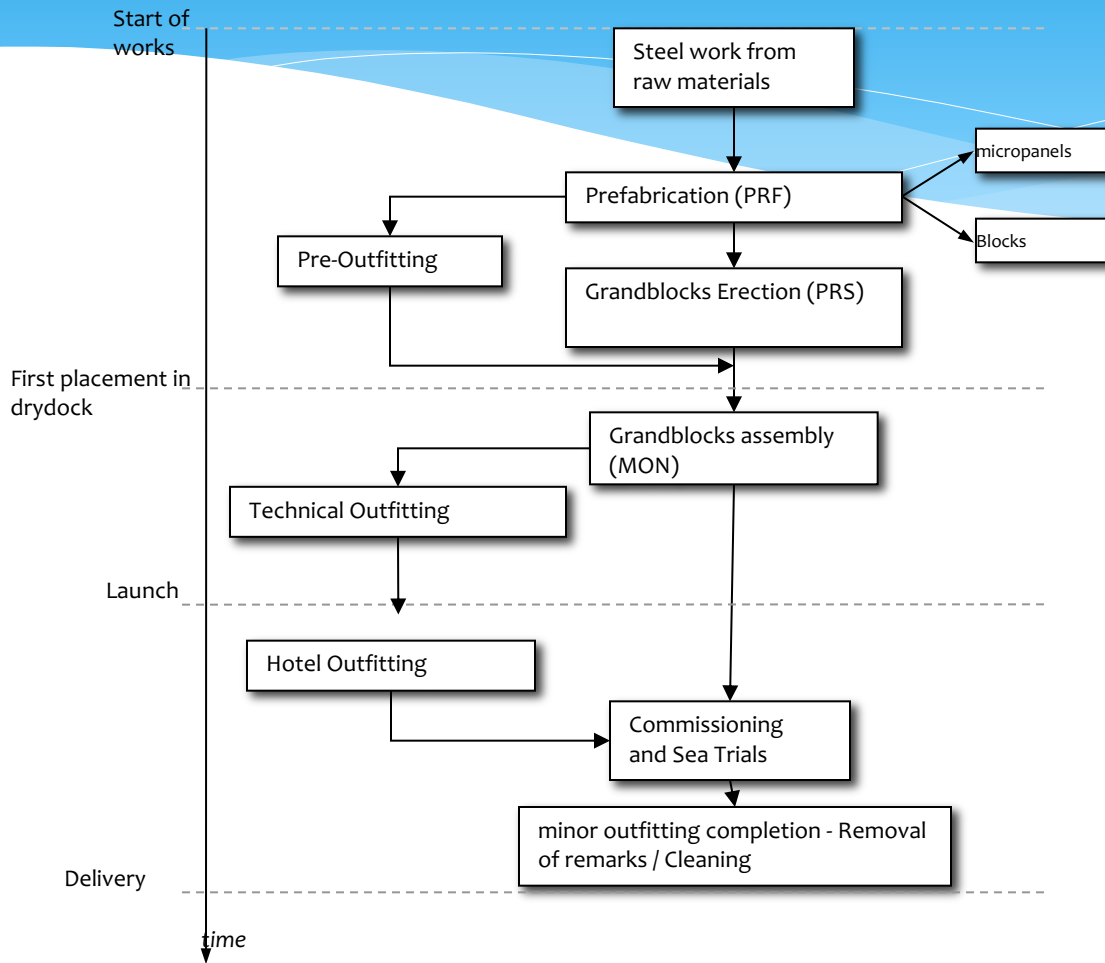 Start of
works
Steel work from
raw materials
micropanels
Prefabrication (PRF)
Blocks
Pre-Outfitting
Grandblocks Erection (PRS)
First placement in
drydock
Grandblocks assembly
(MON)
Technical Outfitting
Launch
Hotel Outfitting
Commissioning
and Sea Trials
minor outfitting completion - Removal
of remarks / Cleaning
Delivery
time